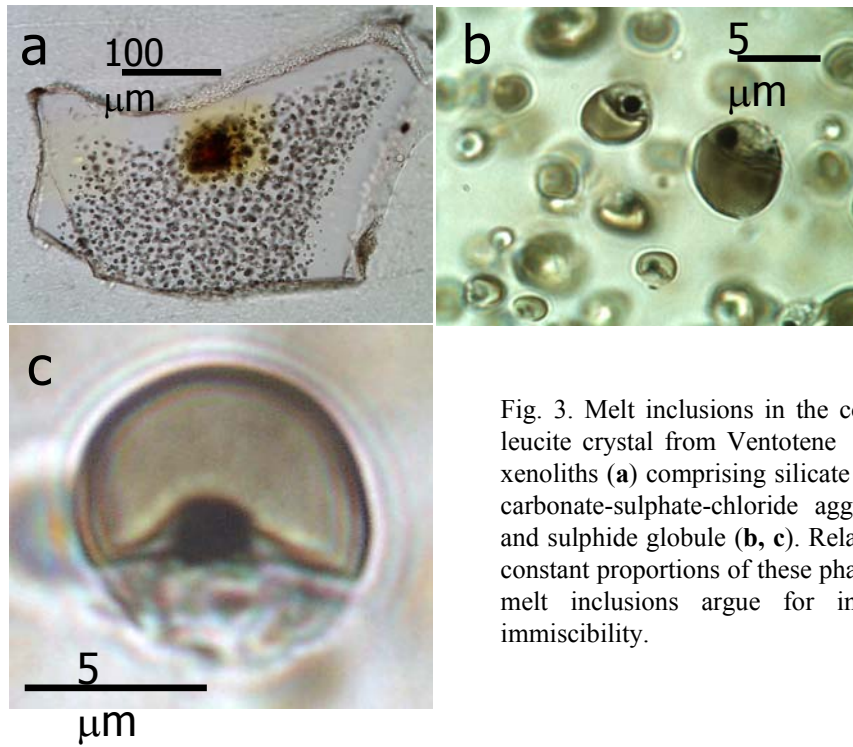 a
100
μm
b
5
μm
c
5
μm
Fig. 3. Melt inclusions in the co
leucite crystal from Ventotene
xenoliths (a) comprising silicate
carbonate-sulphate-chloride agg
and sulphide globule (b, c). Rela
constant proportions of these pha
melt inclusions argue for in
immiscibility.